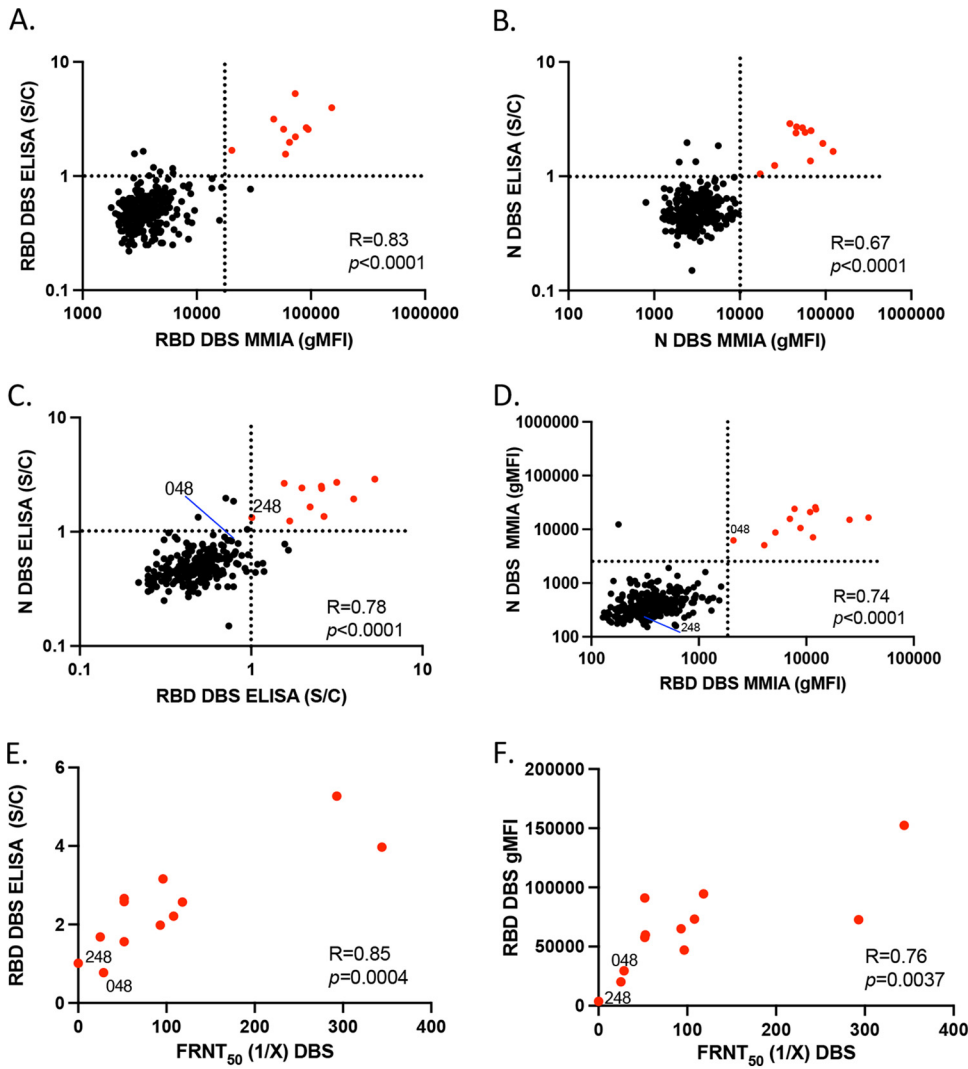 A.
RBD DBS ELISA (S/C)
10
1
0.1
1000
10000
100000
1000000
RBD DBS MMIA (gMFI)
R=0.83
p<0.0001
B.
N DBS ELISA (S/C)
10
1
0.1
100
1000
10000
100000
1000000
N DBS MMIA (gMFI)
R=0.67
p<0.0001
C.
N DBS ELISA (S/C)
10
1
0.1
0.1
1
10
RBD DBS ELISA (S/C)
048
248
R=0.78
p<0.0001
D.
N DBS MMIA (gMFI)
1000000
100000
10000
1000
100
100
1000
10000
100000
RBD DBS MMIA (gMFI)
048
248
R=0.74
p<0.0001
E.
RBD DBS ELISA (S/C)
6
4
2
0
0
100
200
300
400
FRNT50 (1/X) DBS
248
048
R=0.85
p=0.0004
F.
RBD DBS gMFI
200000
150000
100000
50000
0
0
100
200
300
400
FRNT50 (1/X) DBS
048
248
R=0.76
p=0.0037